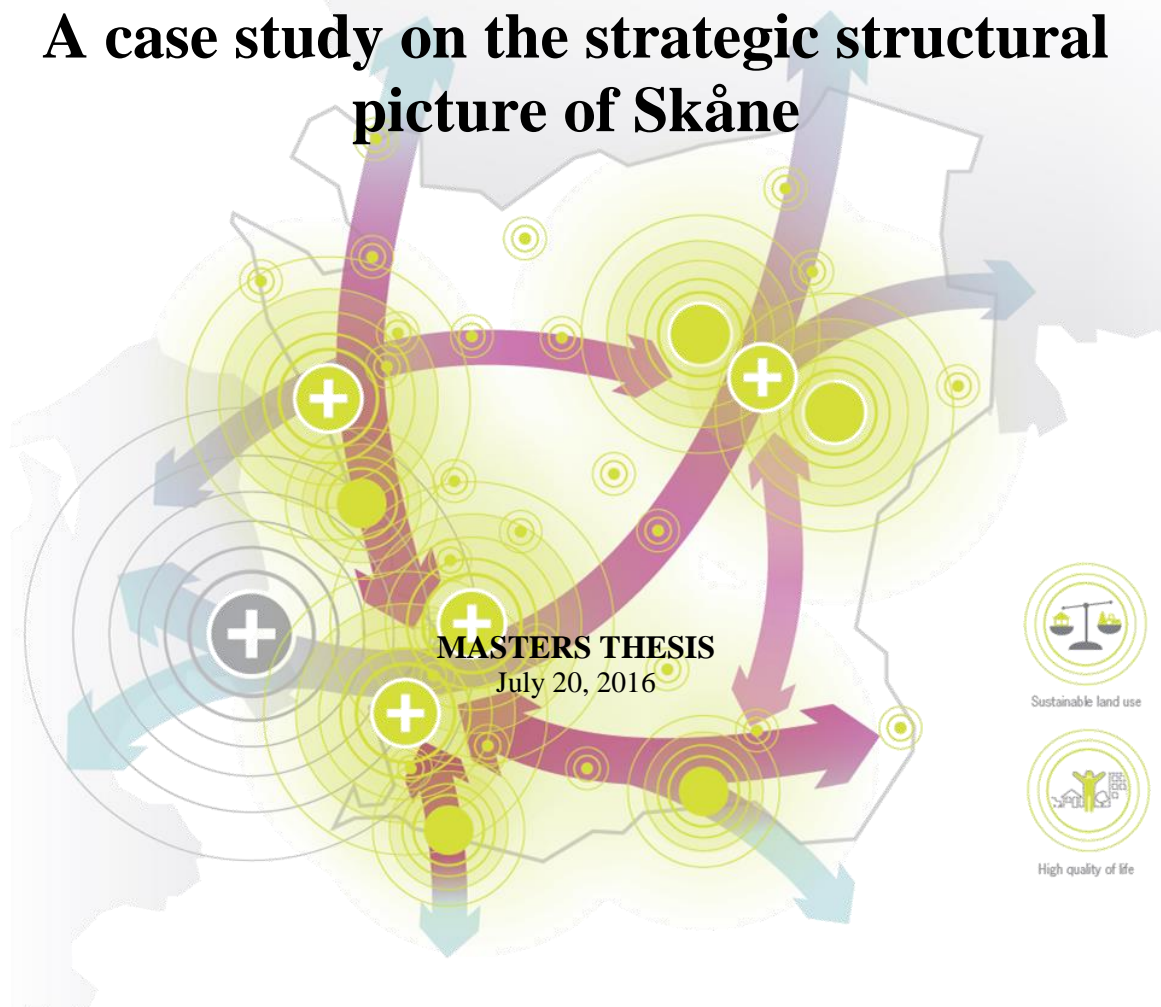 A case study on the strategic structural
picture of Skåne
MASTERS THESIS
July 20, 2016
Sustainable land use
High quality of life